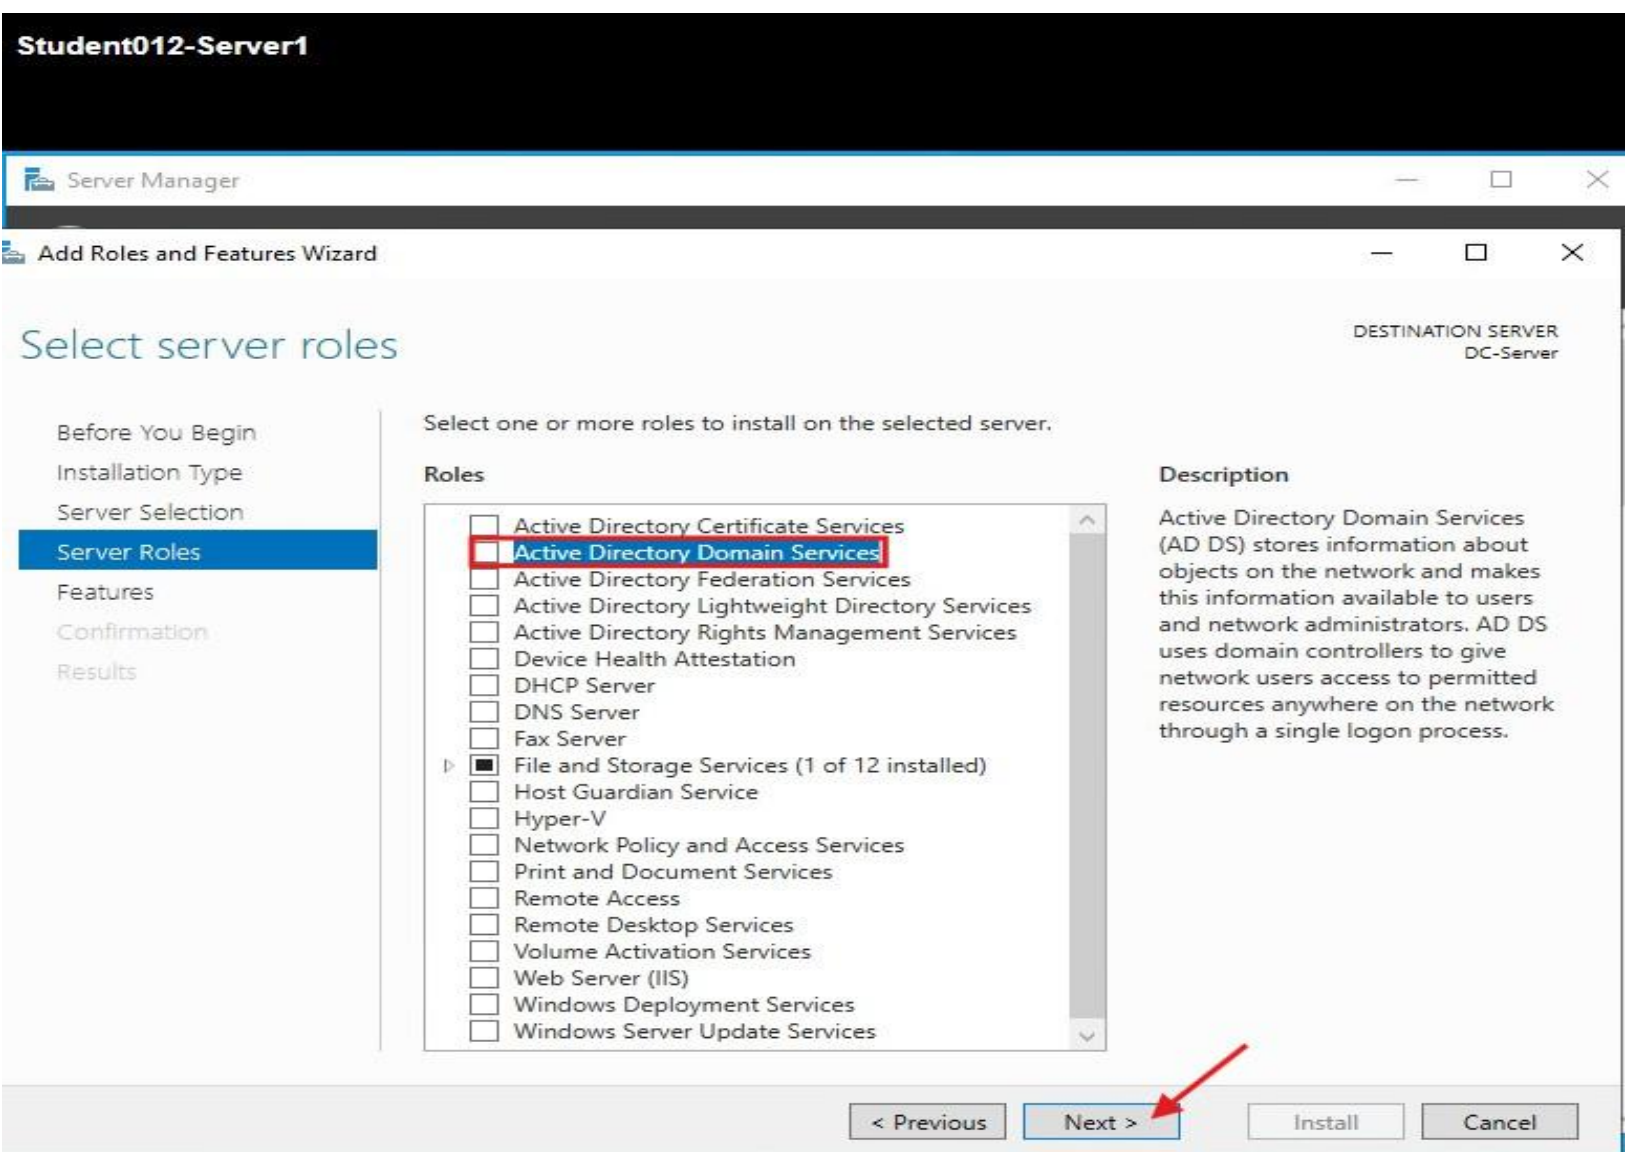 Student012-Server1
Server Manager
Add Roles and Features Wizard
Select server roles
DESTINATION SERVER
DC-Server
Before You Begin
Installation Type
Server Selection
Server Roles
Features
Confirmation
Results
Select one or more roles to install on the selected server.
Roles
Active Directory Certificate Services
Active Directory Domain Services
Active Directory Federation Services
Active Directory Lightweight Directory Services
Active Directory Rights Management Services
Device Health Attestation
DHCP Server
DNS Server
Fax Server
File and Storage Services (1 of 12 installed)
Host Guardian Service
Hyper-V
Network Policy and Access Services
Print and Document Services
Remote Access
Remote Desktop Services
Volume Activation Services
Web Server (IIS)
Windows Deployment Services
Windows Server Update Services
Description
Active Directory Domain Services
(AD DS) stores information about
objects on the network and makes
this information available to users
and network administrators. AD DS
uses domain controllers to give
network users access to permitted
resources anywhere on the network
through a single logon process.
< Previous
Next >
Install
Cancel